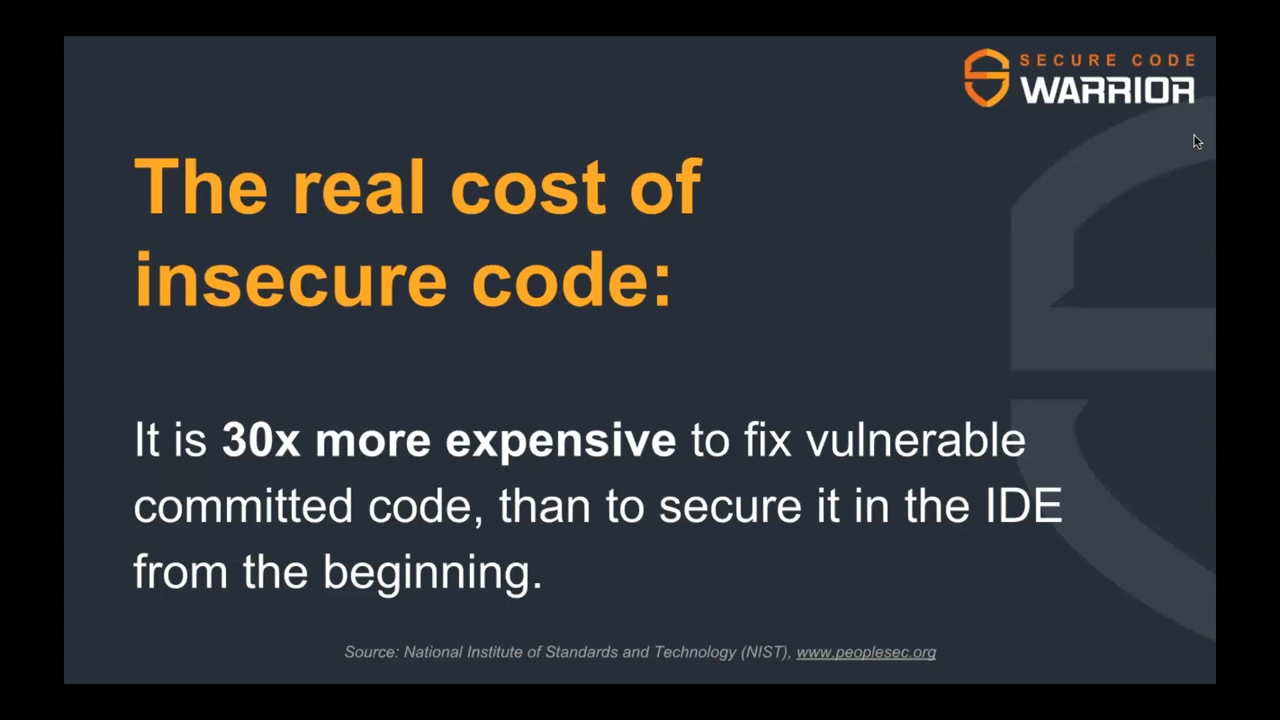 SECURE CODE
WARRIOR
The real cost of
insecure code:
It is 30x more expensive to fix vulnerable
committed code, than to secure it in the IDE
from the beginning.
Source: National Institute of Standards and Technology (NIST), www.peoplesec.org